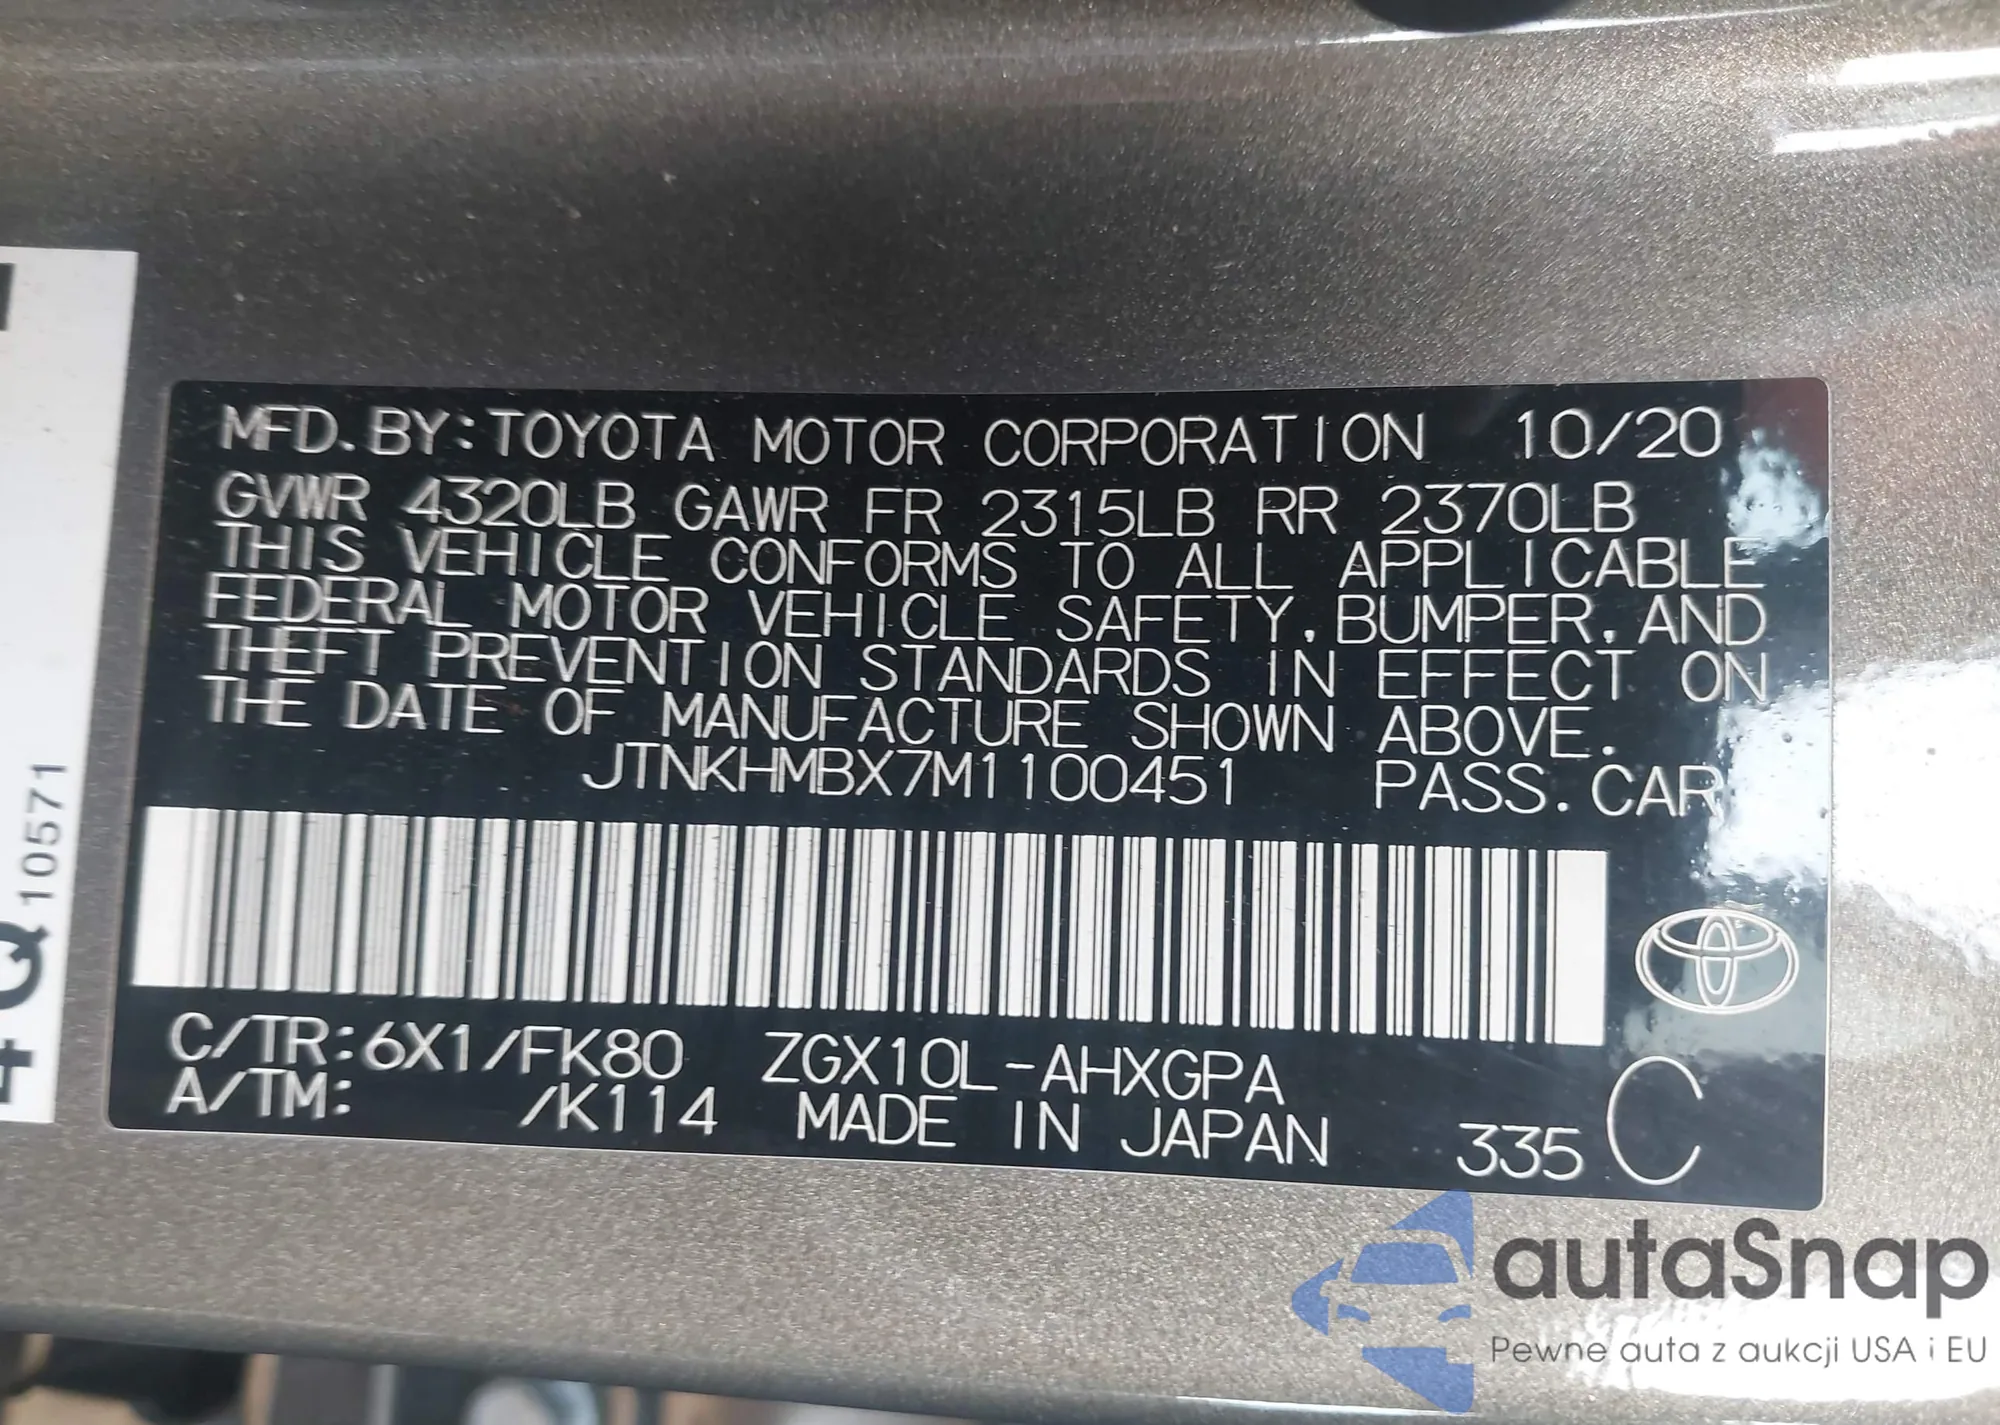 MFD. BY: TOYOTA MOTOR CORPORATION 10/20
GVWR 4320LB GAWR FR 2315LB RR 2370LB
THIS VEHICLE CONFORMS TO ALL APPLICABLE
FEDERAL MOTOR VEHICLE SAFETY, BUMPER, AND
THEFT PREVENTION STANDARDS IN EFFECT ON
THE DATE OF MANUFACTURE SHOWN ABOVE.
JTNKHMBX7M1100451 PASS. CAR
C/TR: 6X1/FK80 ZGX10L-AHXGPA
A/TM: /K114 MADE IN JAPAN 335 C
4Q 10571
autaSnap
Pewne auta z aukcji USA i EU